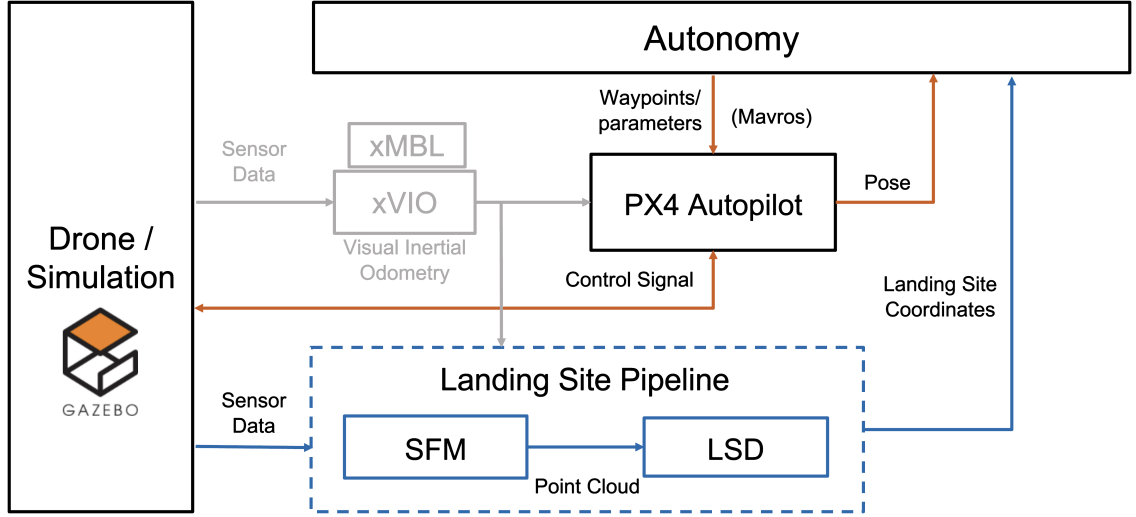 Autonomy
Waypoints/
parameters
(Mavros)
xMBL
Sensor
Data
xVIO
PX4 Autopilot
Pose
Visual Inertial
Odometry
Drone /
Simulation
Control Signal
Landing Site
Coordinates
GAZEBO
Landing Site Pipeline
Sensor
Data
SFM
LSD
Point Cloud